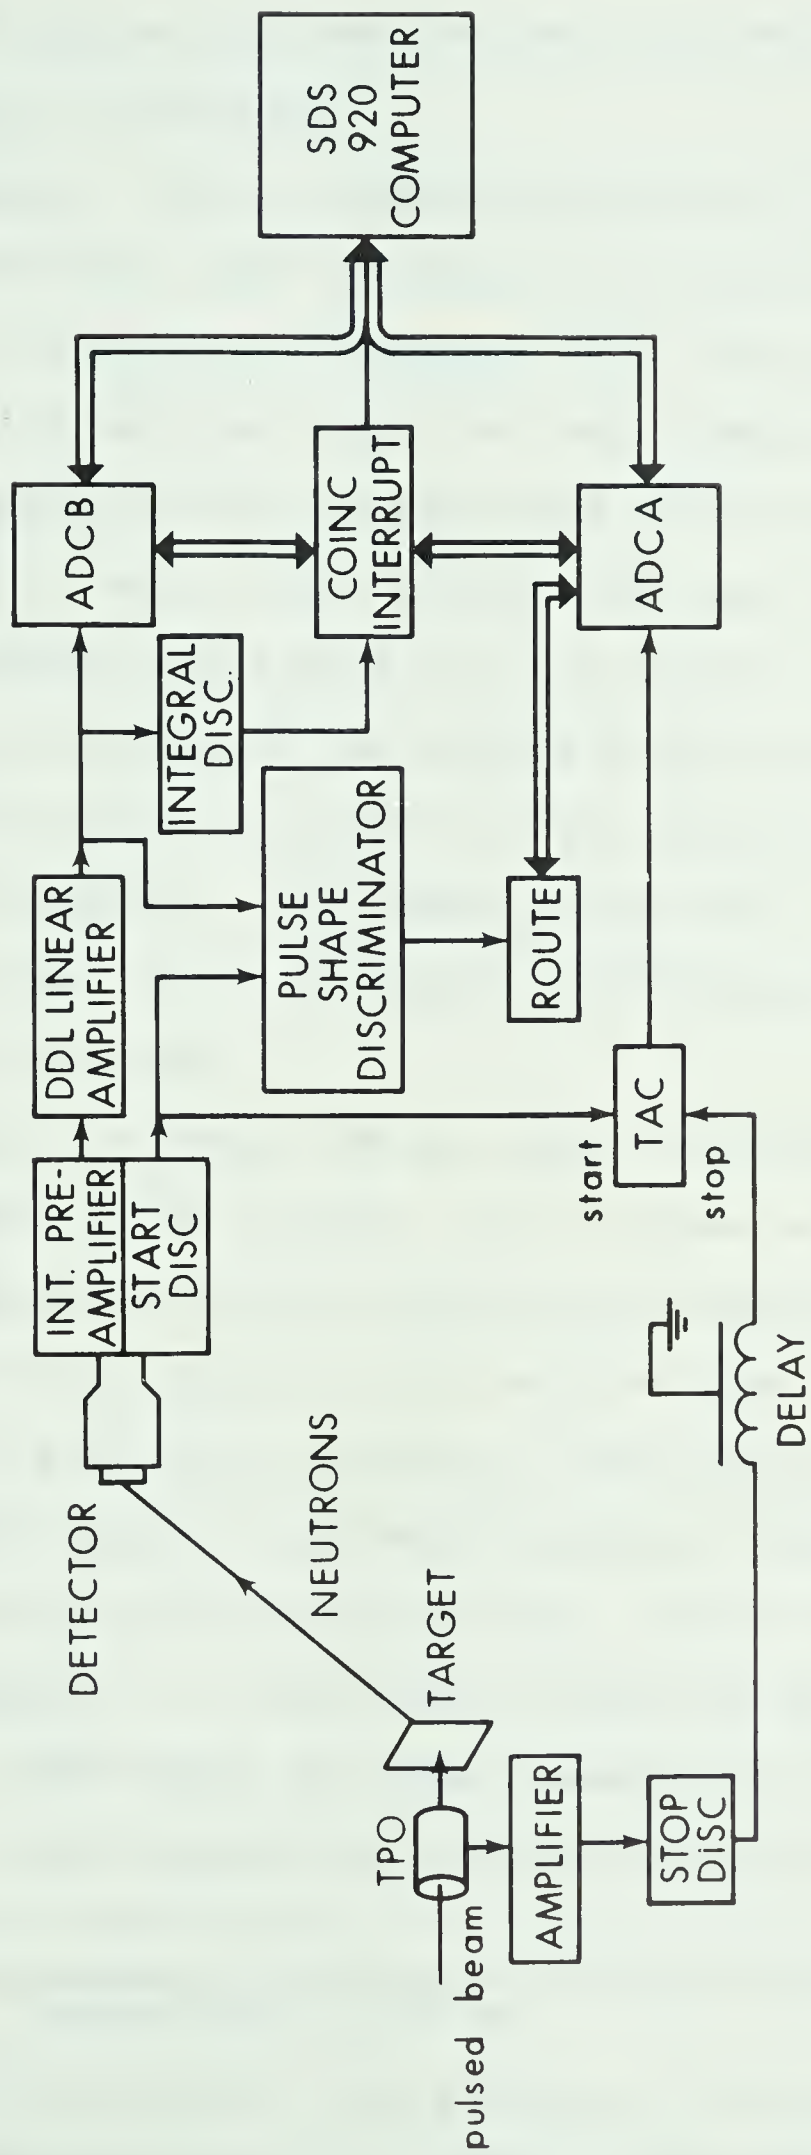 pulsed beam
TPO
TARGET
AMPLIFIER
STOP
DiSC
DELAY
NEUTRONS
DETECTOR
INT. PRE-
AMPLIFIER
START
DISC
DDL LINEAR
AMPLIFIER
PULSE
SHAPE
DISCRIMINATOR
INTEGRAL
DISC.
ROUTE
start
TAC
stop
ADCB
COINC
INTERRUPT
ADCA
SDS
920
COMPUTER